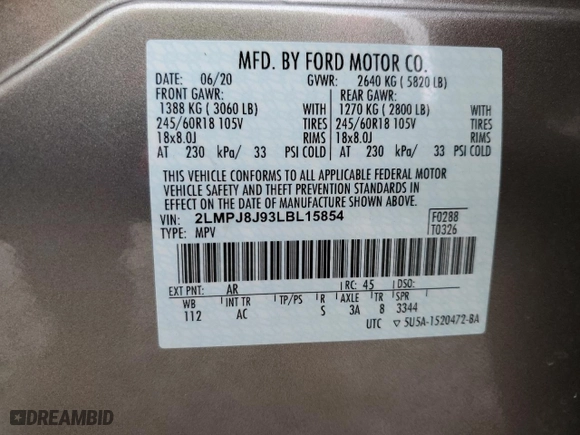 MFD. BY FORD MOTOR CO.
DATE: 06/20 GVWR: 2640 KG ( 5820 LB)
FRONT GAWR: REAR GAWR:
1388 KG ( 3060 LB) WITH 1270 KG ( 2800 LB) WITH
245/60R18 105V TIRES 245/60R18 105V TIRES
18x8.0J RIMS 18x8.0J RIMS
AT 230 kPa/ 33 PSI COLD AT 230 kPa/ 33 PSI COLD
THIS VEHICLE CONFORMS TO ALL APPLICABLE FEDERAL MOTOR
VEHICLE SAFETY AND THEFT PREVENTION STANDARDS IN
EFFECT ON THE DATE OF MANUFACTURE SHOWN ABOVE.
VIN: 2LMPJ8J93LBL15854 F0288
TYPE: MPV T0326
EXT PNT: AR RC: 45 DSO:
WB INT TR TP/PS R AXLE TR SPR
112 AC S 3A 8 3344
UTC ▽ 5U5A-1520472-BA
DREAMBID